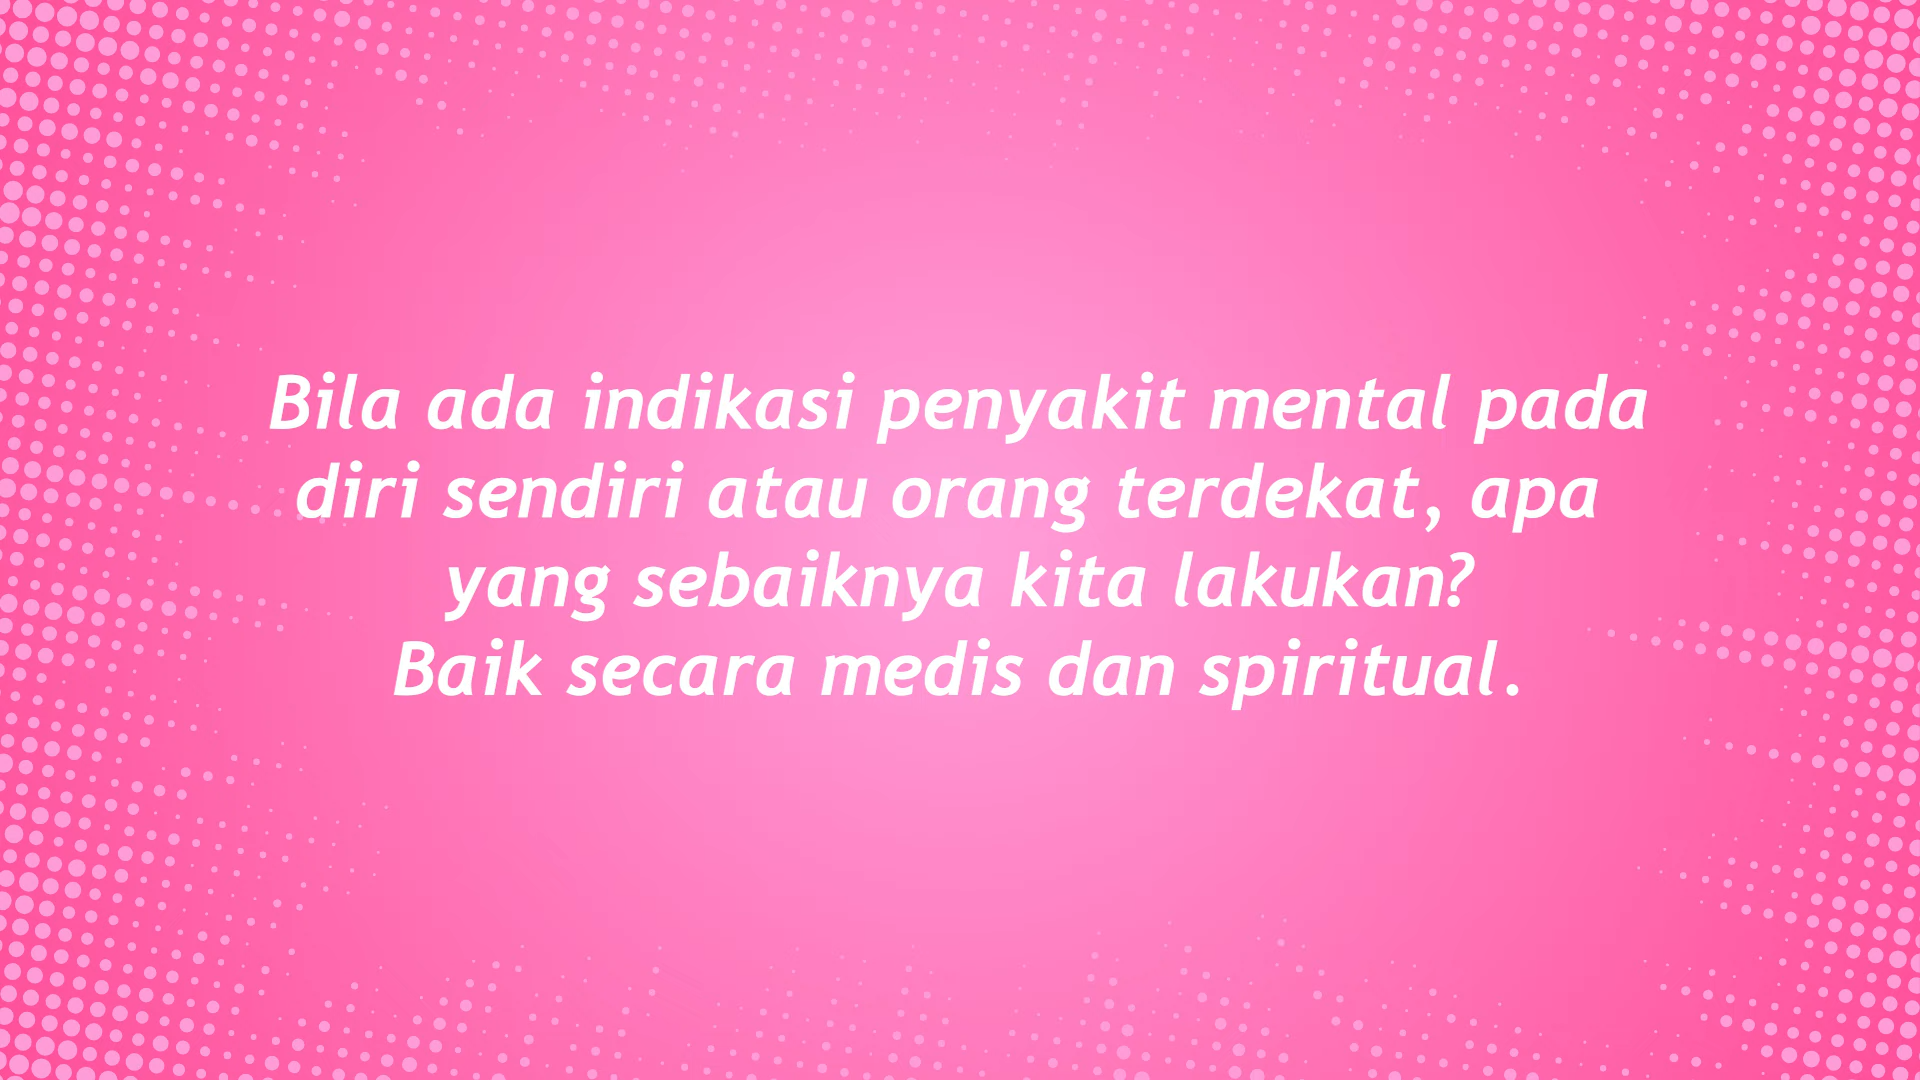 Bila ada indikasi penyakit mental pada
diri sendiri atau orang terdekat, apa
yang sebaiknya kita lakukan?
Baik secara medis dan spiritual.